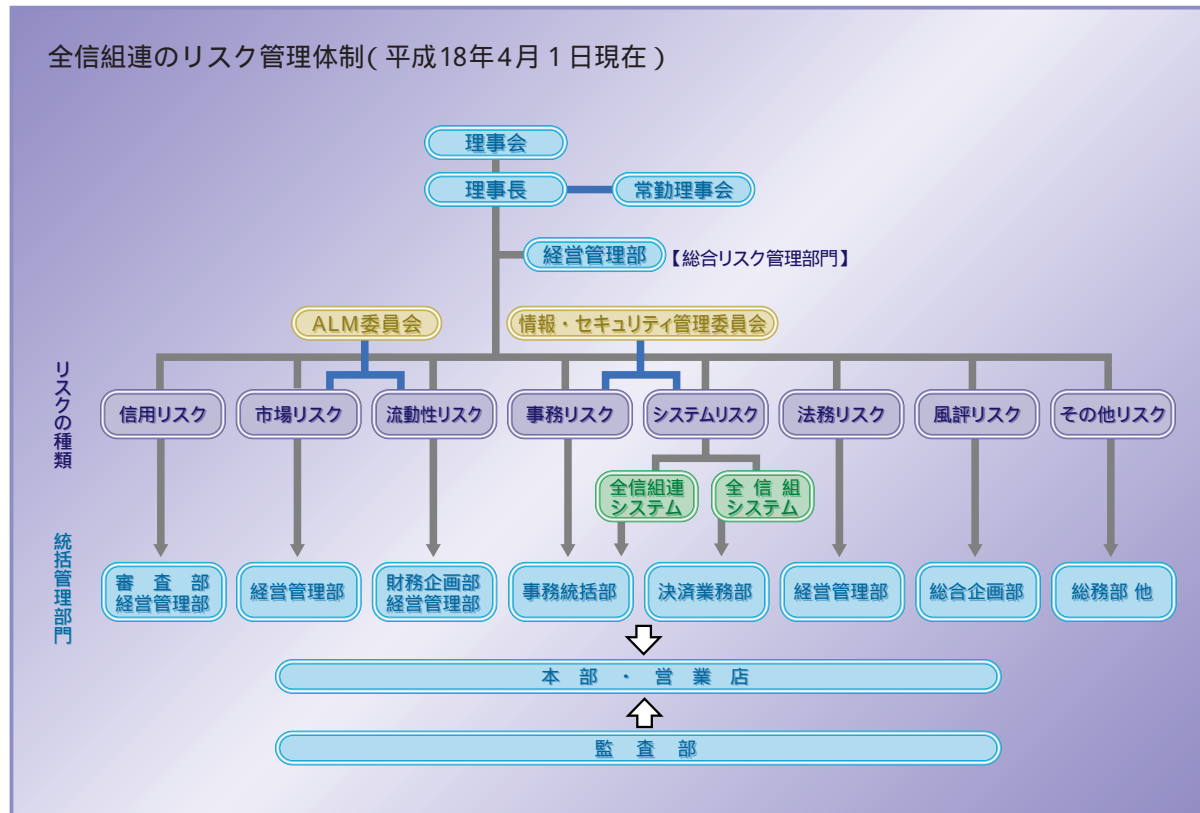 全信組連のリスク管理体制(平成18年4月1日現在)
理事会
理事長
常勤理事会
経営管理部
【総合リスク管理部門】
ALM委員会
情報・セキュリティ管理委員会
リスクの種類
信用リスク
市場リスク
流動性リスク
事務リスク
システムリスク
法務リスク
風評リスク
その他リスク
全信組連
システム
全信組
システム
統括管理部門
審査部
経営管理部
経営管理部
財務企画部
経営管理部
事務統括部
決済業務部
経営管理部
総合企画部
総務部 他
本部・営業店
監査部